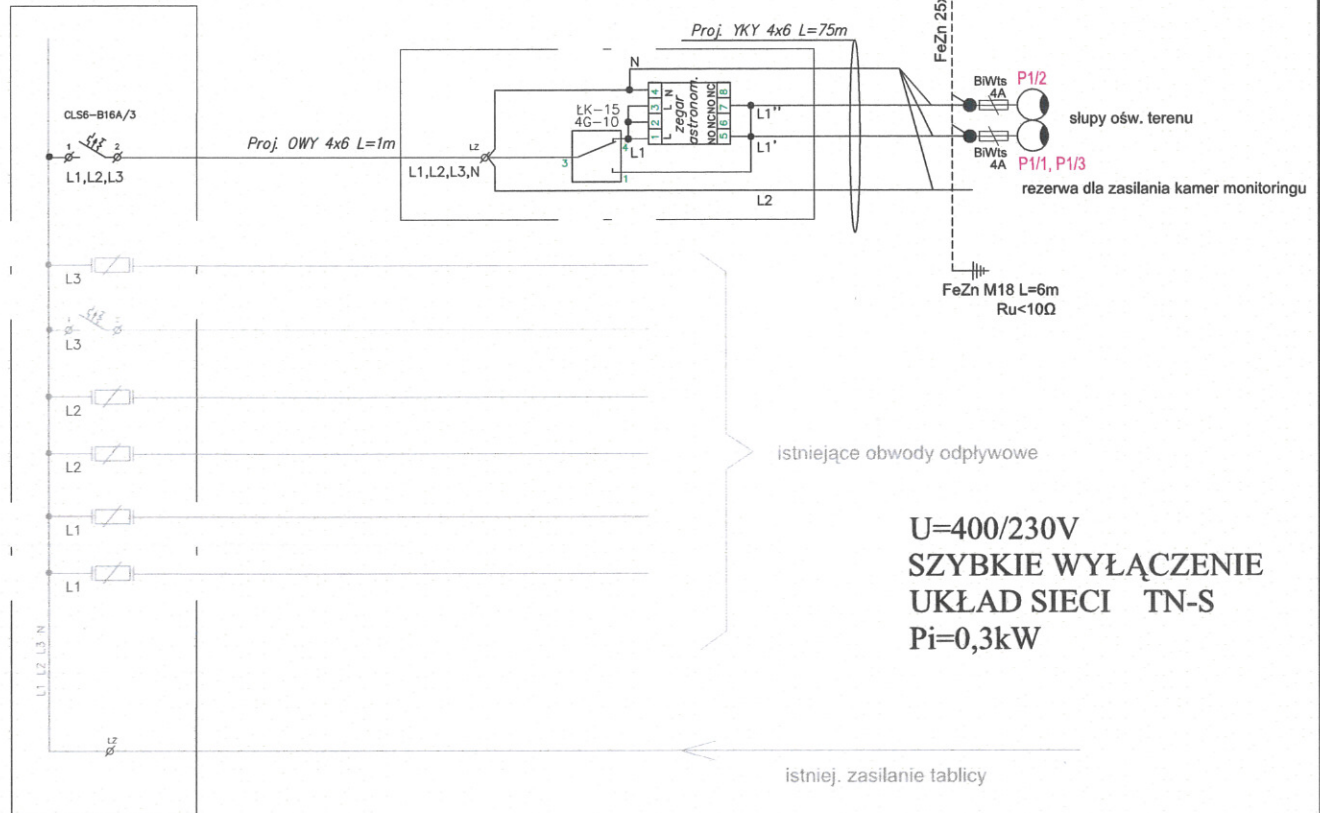 Proj. YKY 4x6 L=75m
FeZn 25x
CLS6-B16A/3
1 2
L1,L2,L3
Proj. OWY 4x6 L=1m
LZ
L1,L2,L3,N
N
ŁK-15
4G-10
3
4
1
L1
4 3 2 1
L L N
zegar
astronom.
NO NC NO NC
8
7
6
5
L1''
L1'
L2
BiWts
4A
P1/2
słupy ośw. terenu
BiWts
4A
P1/1, P1/3
rezerwa dla zasilania kamer monitoringu
FeZn M18 L=6m
Ru<10Ω
L3
L3
L2
L2
L1
L1
istniejące obwody odpływowe
U=400/230V
SZYBKIE WYŁĄCZENIE
UKŁAD SIECI TN-S
Pi=0,3kW
L1 L2 L3 N
LZ
istniej. zasilanie tablicy